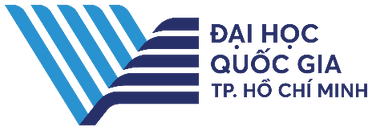 ĐẠI HỌC
QUỐC GIA
TP. HỒ CHÍ MINH